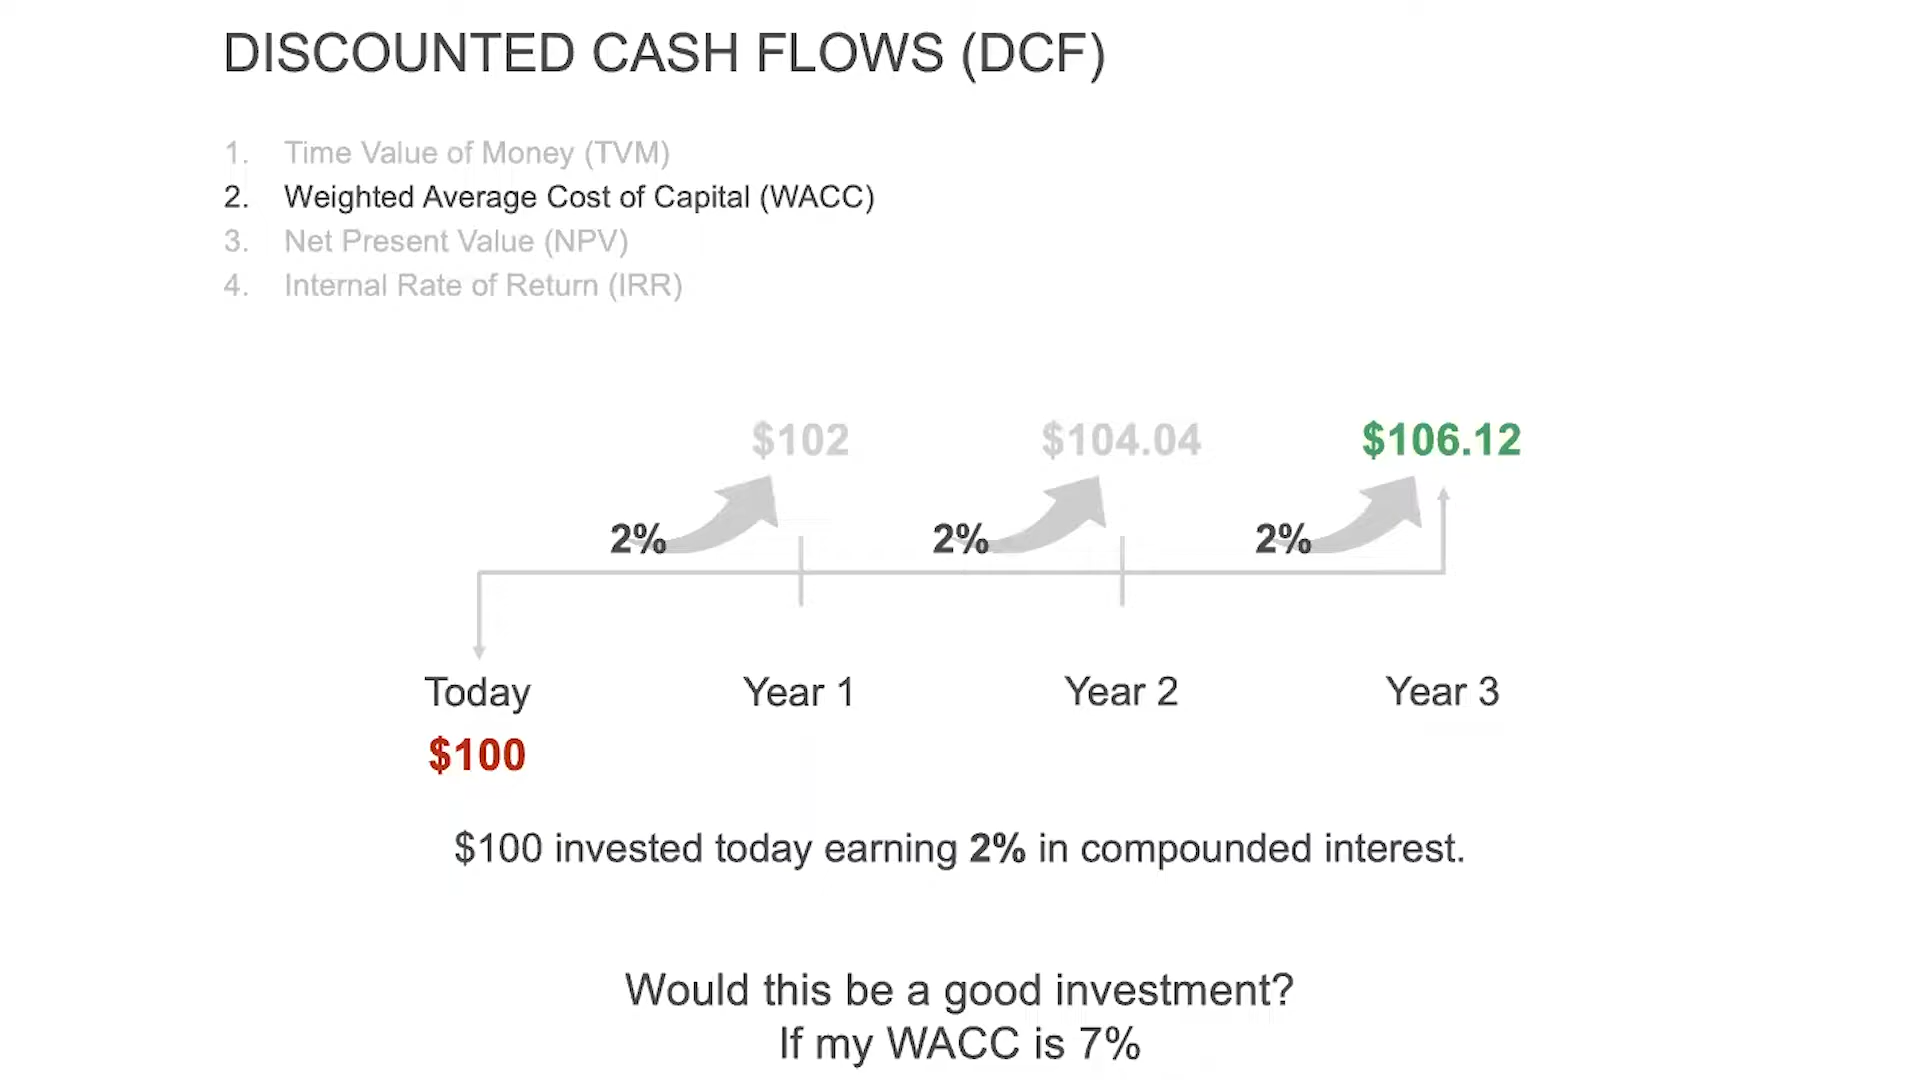 DISCOUNTED CASH FLOWS (DCF)
1. Time Value of Money (TVM)
2. Weighted Average Cost of Capital (WACC)
3. Net Present Value (NPV)
4. Internal Rate of Return (IRR)
$102 $104.04 $106.12
2% 2% 2%
Today Year 1 Year 2 Year 3
$100
$100 invested today earning 2% in compounded interest.
Would this be a good investment?
If my WACC is 7%